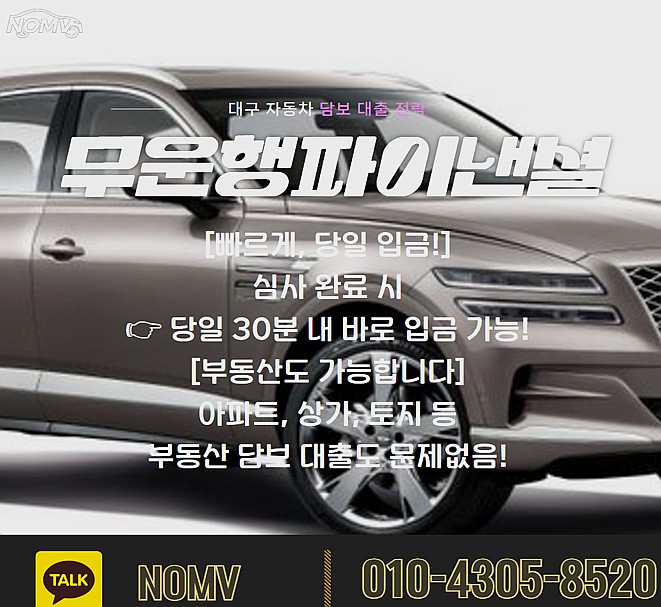 NOMV
대구 자동차 담보 대출 전략
무운행파이낸셜
[빠르게, 당일 입금!]
심사 완료 시
👉 당일 30분 내 바로 입금 가능!
[부동산도 가능합니다]
아파트, 상가, 토지 등
부동산 담보 대출도 문제없음!
TALK NOMV 010-4305-8520